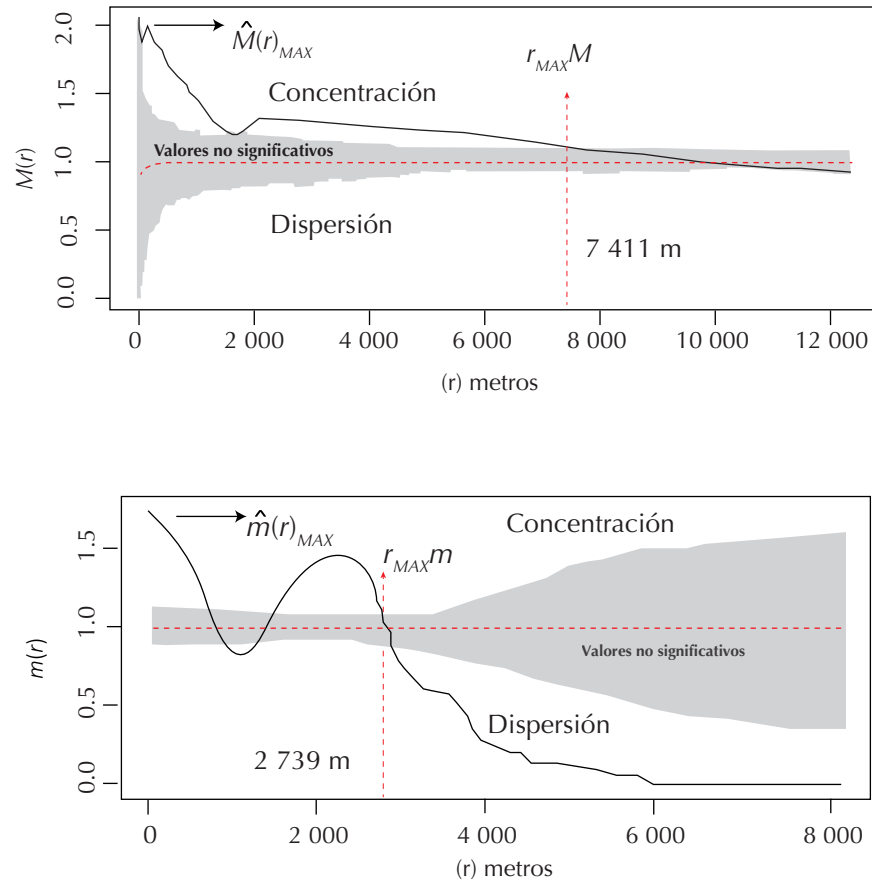 2.0
1.5
1.0
0.5
0.0
M(r)
M̂(r)MAX
rMAXM
Concentración
Valores no significativos
Dispersión
7 411 m
0 2 000 4 000 6 000 8 000 10 000 12 000
(r) metros
1.5
1.0
0.5
0.0
m(r)
m̂(r)MAX
Concentración
rMAXm
Valores no significativos
Dispersión
2 739 m
0 2 000 4 000 6 000 8 000
(r) metros